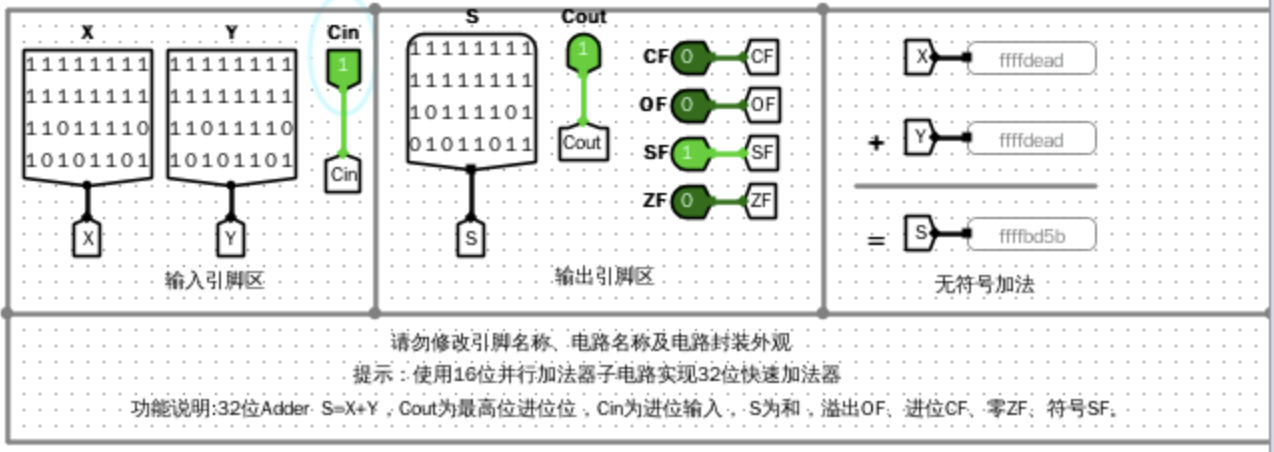 X
Y
Cin
11111111
11111111
11011110
10101101
11111111
11111111
11011110
10101101
1
Cin
X
Y
输入引脚区
S
Cout
11111111
11111111
10111101
01011011
1
Cout
S
CF 0 CF
OF 0 OF
SF 1 SF
ZF 0 ZF
输出引脚区
X ffffdead
+ Y ffffdead
= S ffffbd5b
无符号加法
请勿修改引脚名称、电路名称及电路封装外观
提示：使用16位并行加法器子电路实现32位快速加法器
功能说明:32位Adder S=X+Y，Cout为最高位进位位，Cin为进位输入， S为和，溢出OF、进位CF、零ZF、符号SF。